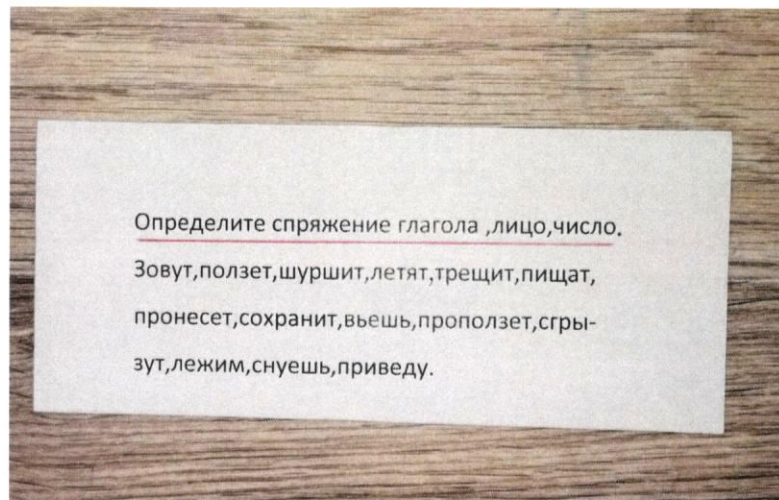 Определите спряжение глагола ,лицо,число.
Зовут,ползет,шуршит,летят,трещит,пищат,
пронесет,сохранит,вьешь,проползет,сгры-
зут,лежим,снуешь,приведу.